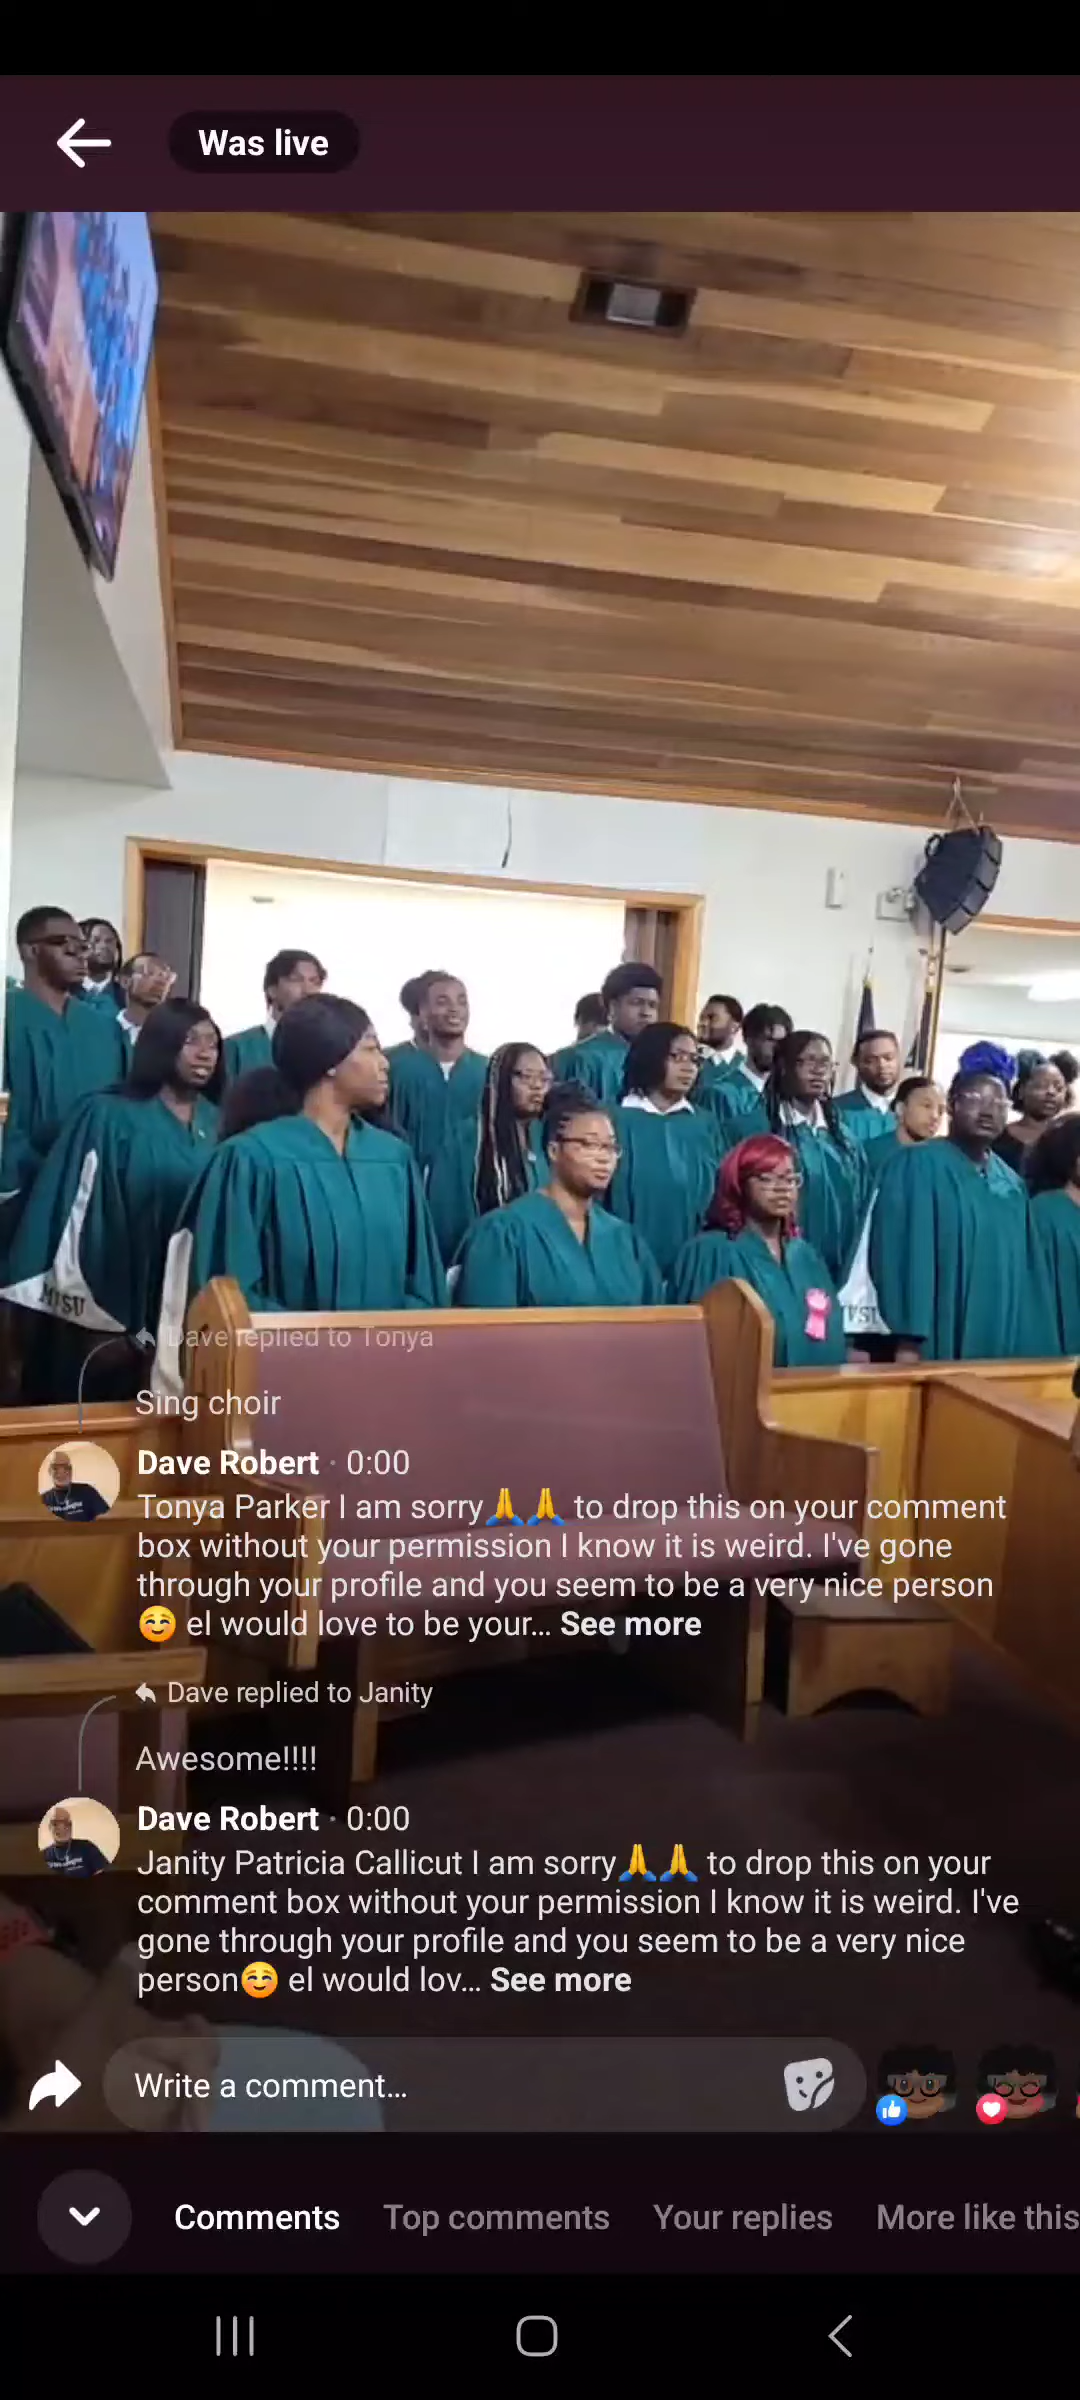 Was live
Dave replied to Tonya
Sing choir
Dave Robert · 0:00
Tonya Parker I am sorry🙏🙏 to drop this on your comment
box without your permission I know it is weird. I've gone
through your profile and you seem to be a very nice person
☺️ el would love to be your... See more
Dave replied to Janity
Awesome!!!!
Dave Robert · 0:00
Janity Patricia Callicut I am sorry🙏🙏 to drop this on your
comment box without your permission I know it is weird. I've
gone through your profile and you seem to be a very nice
person☺️ el would lov... See more
Write a comment...
Comments Top comments Your replies More like this